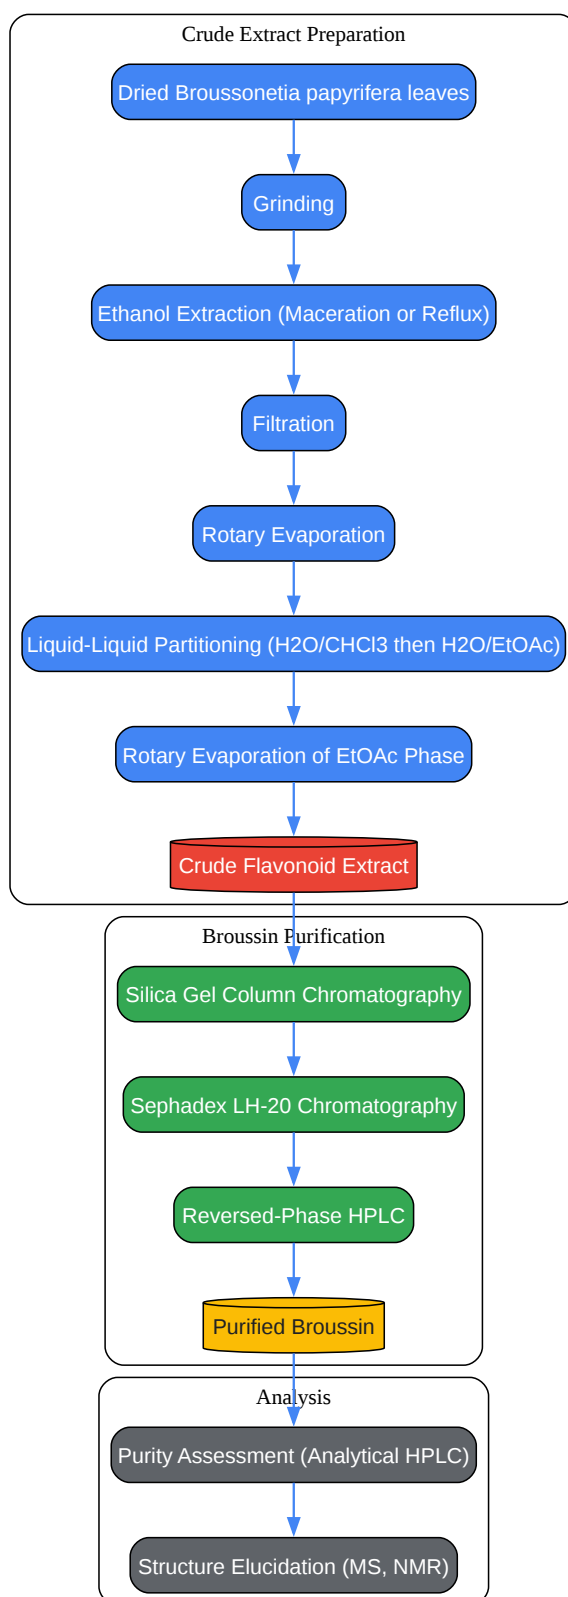 Crude Extract Preparation
Dried Broussonetia papyrifera leaves
Grinding
Ethanol Extraction (Maceration or Reflux)
Filtration
Rotary Evaporation
Liquid-Liquid Partitioning (H2O/CHCl3 then H2O/EtOAc)
Rotary Evaporation of EtOAc Phase
Crude Flavonoid Extract
Broussin Purification
Silica Gel Column Chromatography
Sephadex LH-20 Chromatography
Reversed-Phase HPLC
Purified Broussin
Analysis
Purity Assessment (Analytical HPLC)
Structure Elucidation (MS, NMR)